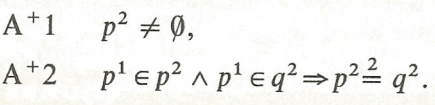 A⁺1 p² ≠ ∅,
A⁺2 p¹ ∈ p² ∧ p¹ ∈ q² ⇒ p² ≟ q².